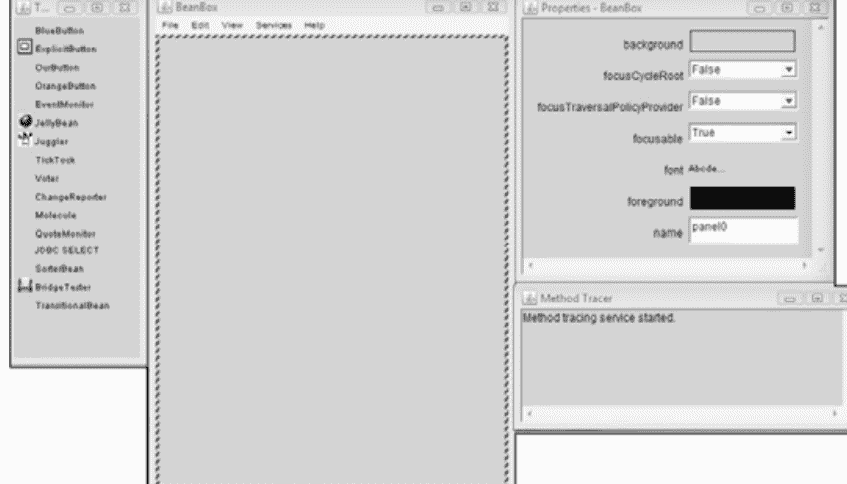 T...
BlueButton
ExplicitButton
OurButton
OrangeButton
EventMonitor
JellyBean
Juggler
TickTock
Voter
ChangeReporter
Molecule
QuoteMonitor
JDBC SELECT
SorterBean
BridgeTester
TransitionalBean
BeanBox
File Edit View Services Help
Properties - BeanBox
background
focusCycleRoot False
focusTraversalPolicyProvider False
focusable True
font Abcde...
foreground
name panel0
Method Tracer
Method tracing service started.